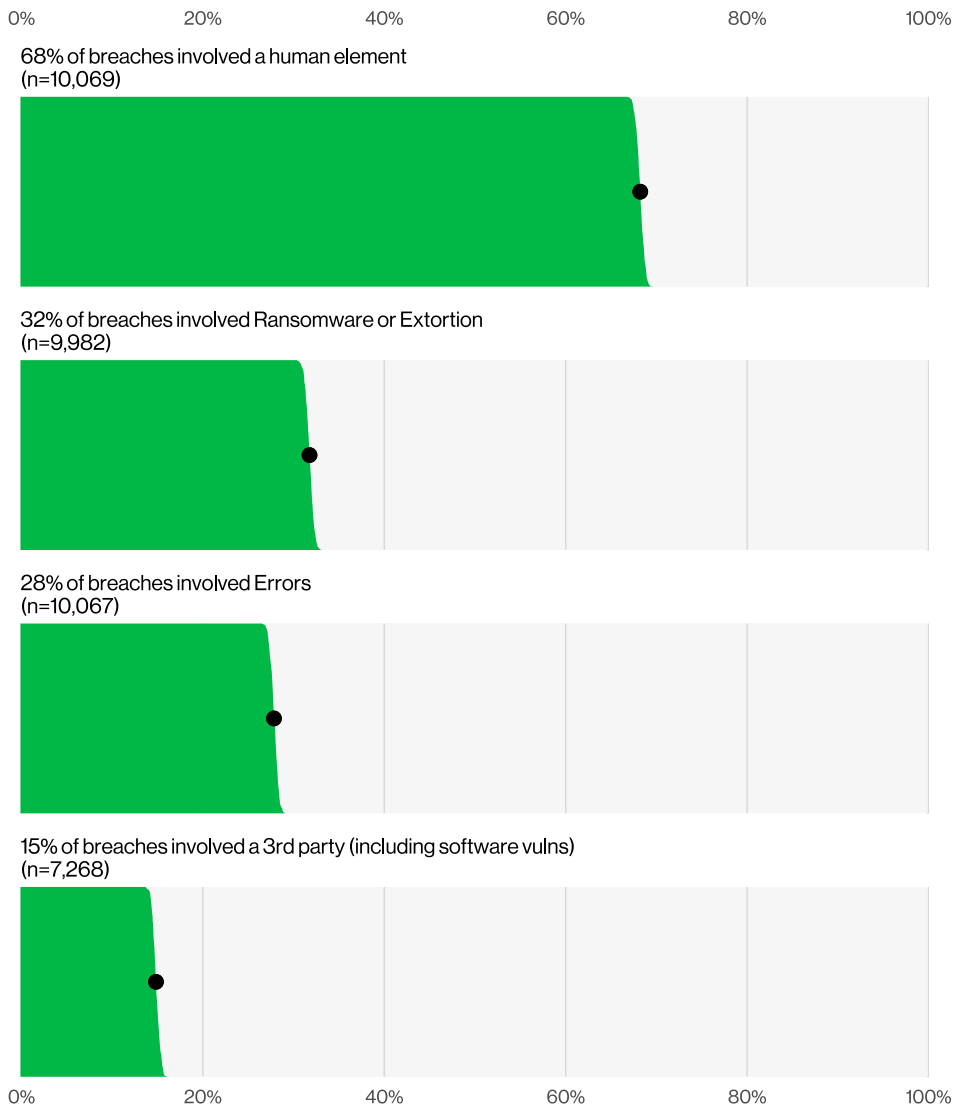 0% 20% 40% 60% 80% 100%
68% of breaches involved a human element
(n=10,069)
32% of breaches involved Ransomware or Extortion
(n=9,982)
28% of breaches involved Errors
(n=10,067)
15% of breaches involved a 3rd party (including software vulns)
(n=7,268)
0% 20% 40% 60% 80% 100%